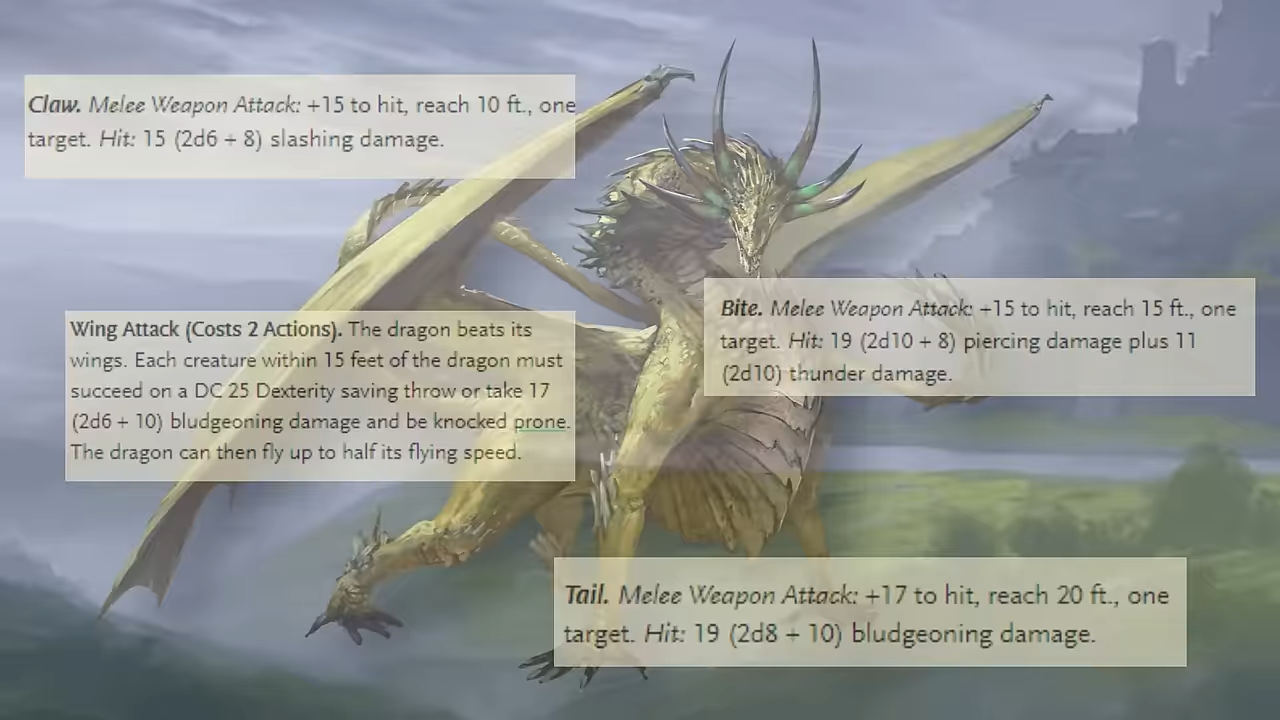 Claw. Melee Weapon Attack: +15 to hit, reach 10 ft., one
target. Hit: 15 (2d6 + 8) slashing damage.
Wing Attack (Costs 2 Actions). The dragon beats its
wings. Each creature within 15 feet of the dragon must
succeed on a DC 25 Dexterity saving throw or take 17
(2d6 + 10) bludgeoning damage and be knocked prone.
The dragon can then fly up to half its flying speed.
Bite. Melee Weapon Attack: +15 to hit, reach 15 ft., one
target. Hit: 19 (2d10 + 8) piercing damage plus 11
(2d10) thunder damage.
Tail. Melee Weapon Attack: +17 to hit, reach 20 ft., one
target. Hit: 19 (2d8 + 10) bludgeoning damage.